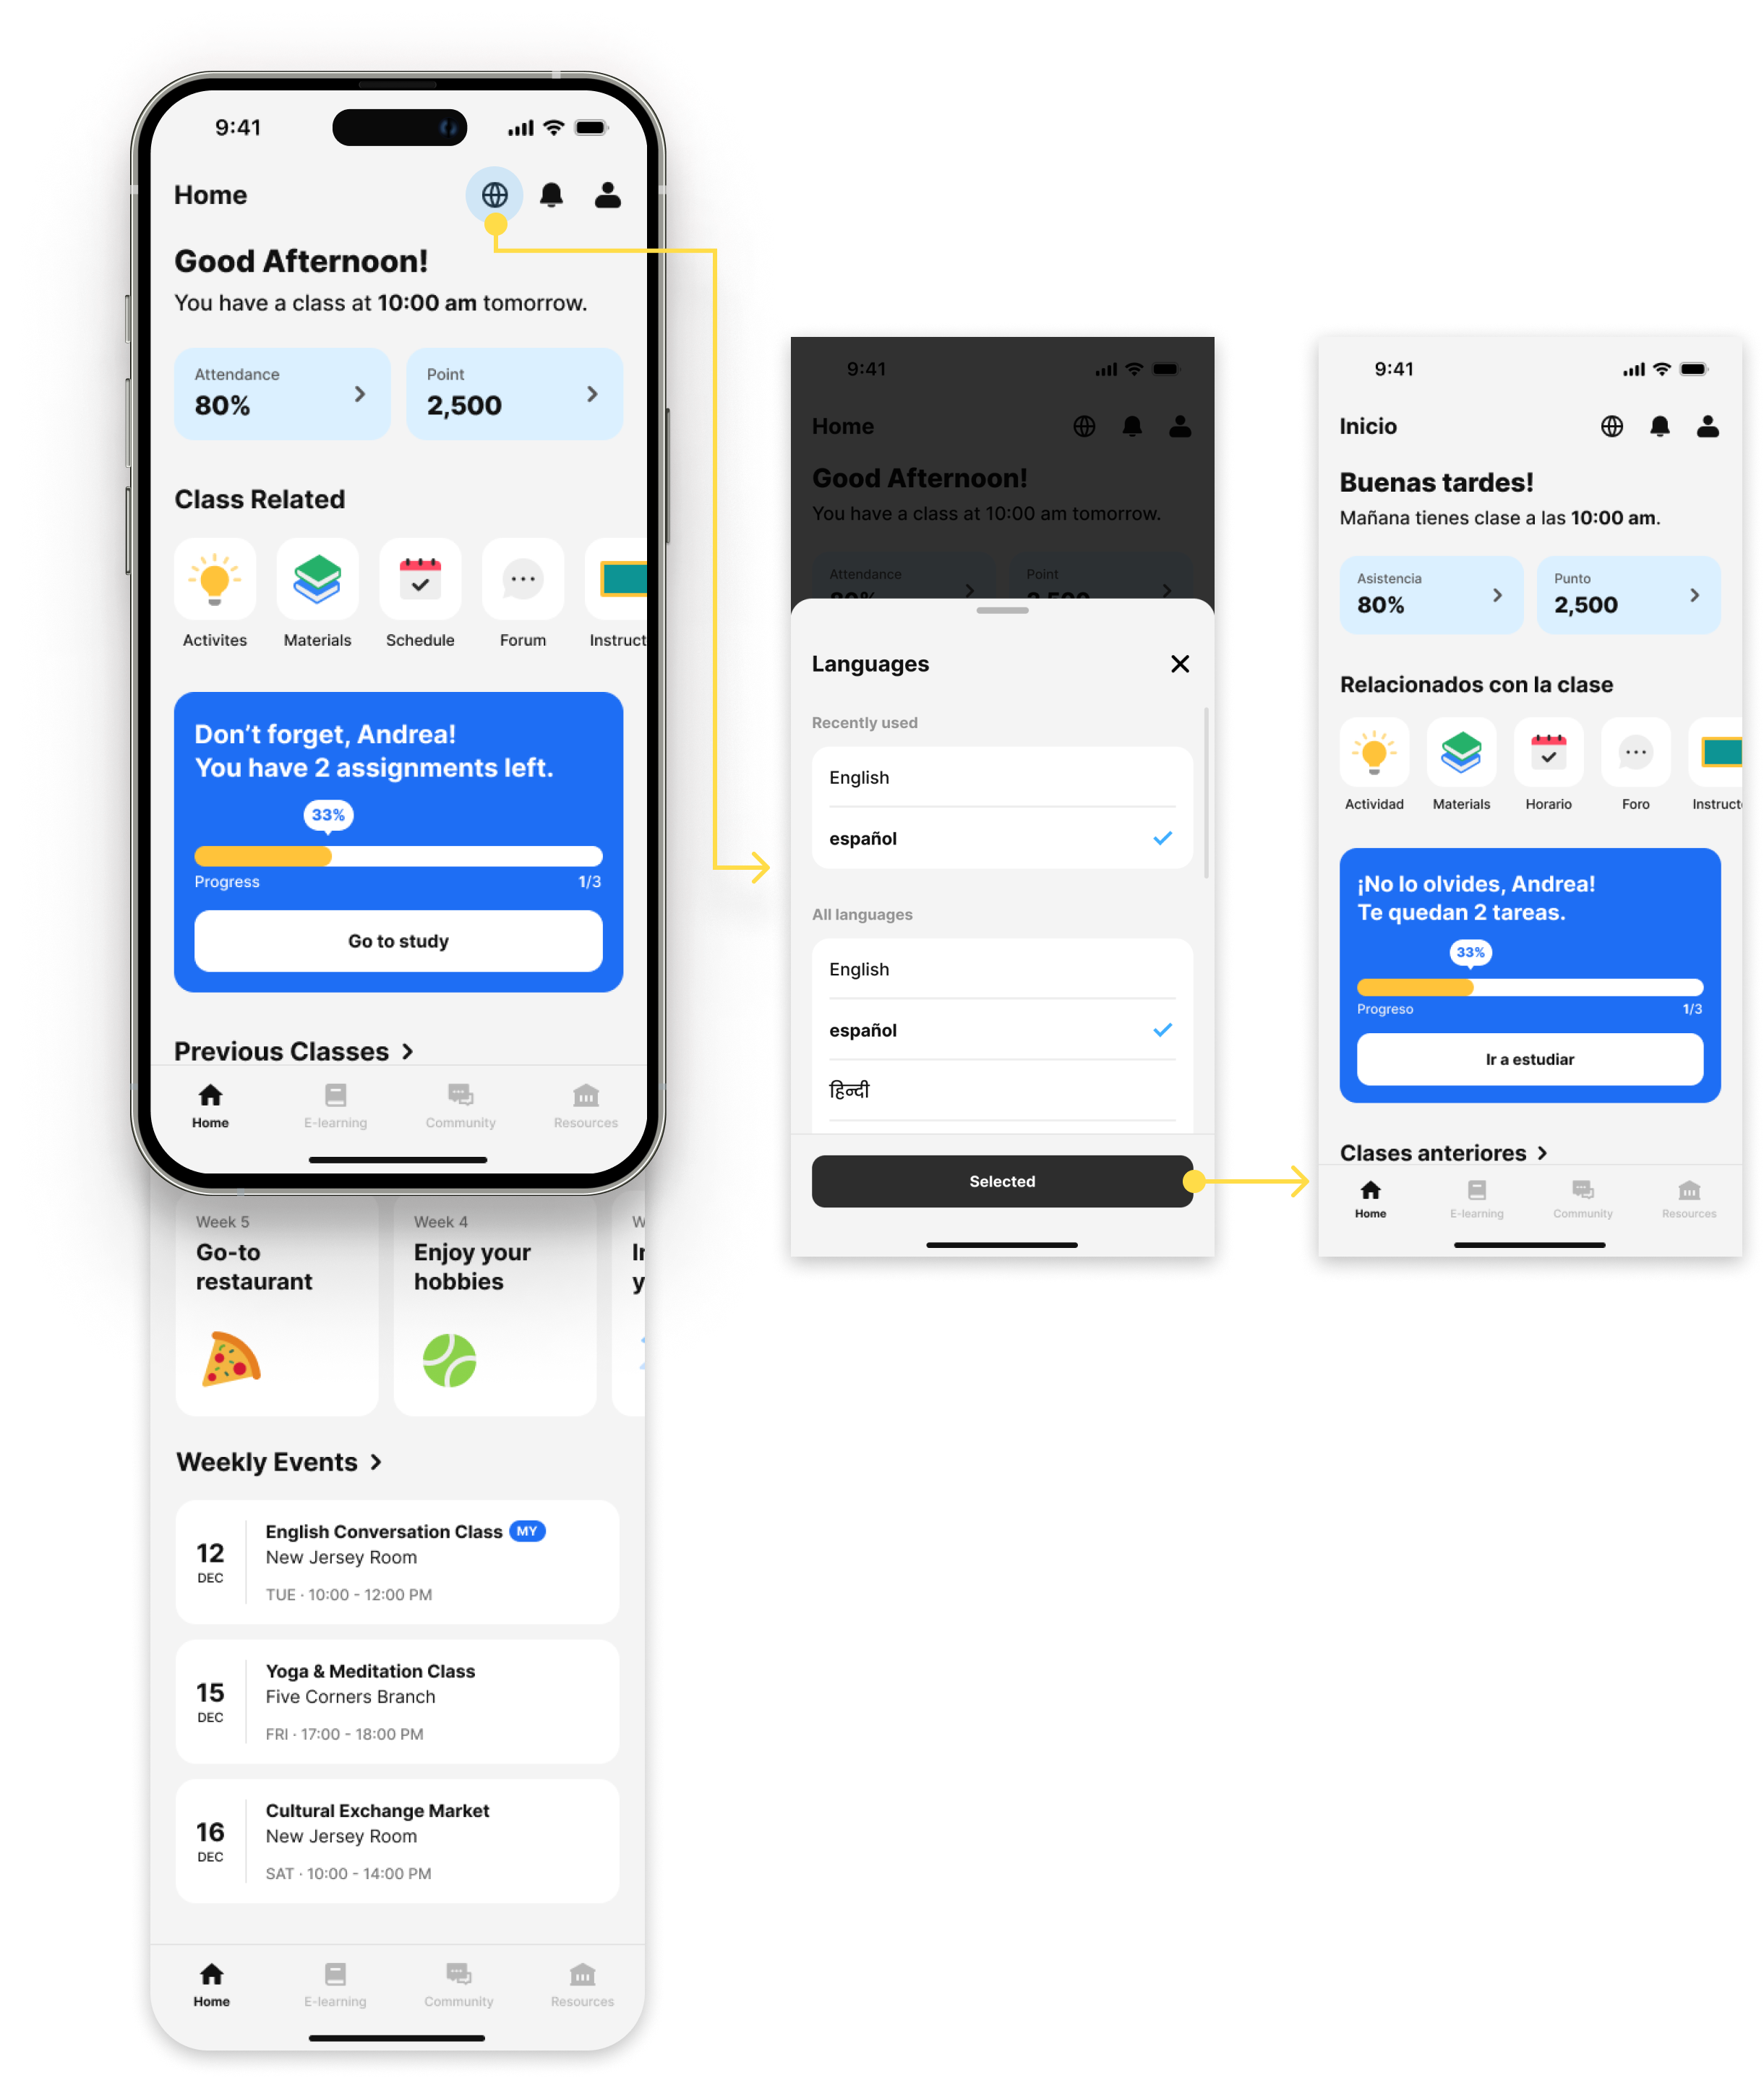 9:41
Home
Good Afternoon!
You have a class at 10:00 am tomorrow.
Attendance
80%
Point
2,500
Class Related
Activites
Materials
Schedule
Forum
Instruct
Don't forget, Andrea!
You have 2 assignments left.
33%
Progress
1/3
Go to study
Previous Classes
Home
E-learning
Community
Resources
Week 5
Go-to
restaurant
Week 4
Enjoy your
hobbies
Weekly Events
12
DEC
English Conversation Class MY
New Jersey Room
TUE · 10:00 - 12:00 PM
15
DEC
Yoga & Meditation Class
Five Corners Branch
FRI · 17:00 - 18:00 PM
16
DEC
Cultural Exchange Market
New Jersey Room
SAT · 10:00 - 14:00 PM
Home
E-learning
Community
Resources
9:41
Home
Good Afternoon!
You have a class at 10:00 am tomorrow.
Attendance
80%
Point
2,500
Languages
Recently used
English
español
All languages
English
español
हिन्दी
Selected
9:41
Inicio
Buenas tardes!
Mañana tienes clase a las 10:00 am.
Asistencia
80%
Punto
2,500
Relacionados con la clase
Actividad
Materials
Horario
Foro
Instruct
¡No lo olvides, Andrea!
Te quedan 2 tareas.
33%
Progreso
1/3
Ir a estudiar
Clases anteriores
Home
E-learning
Community
Resources